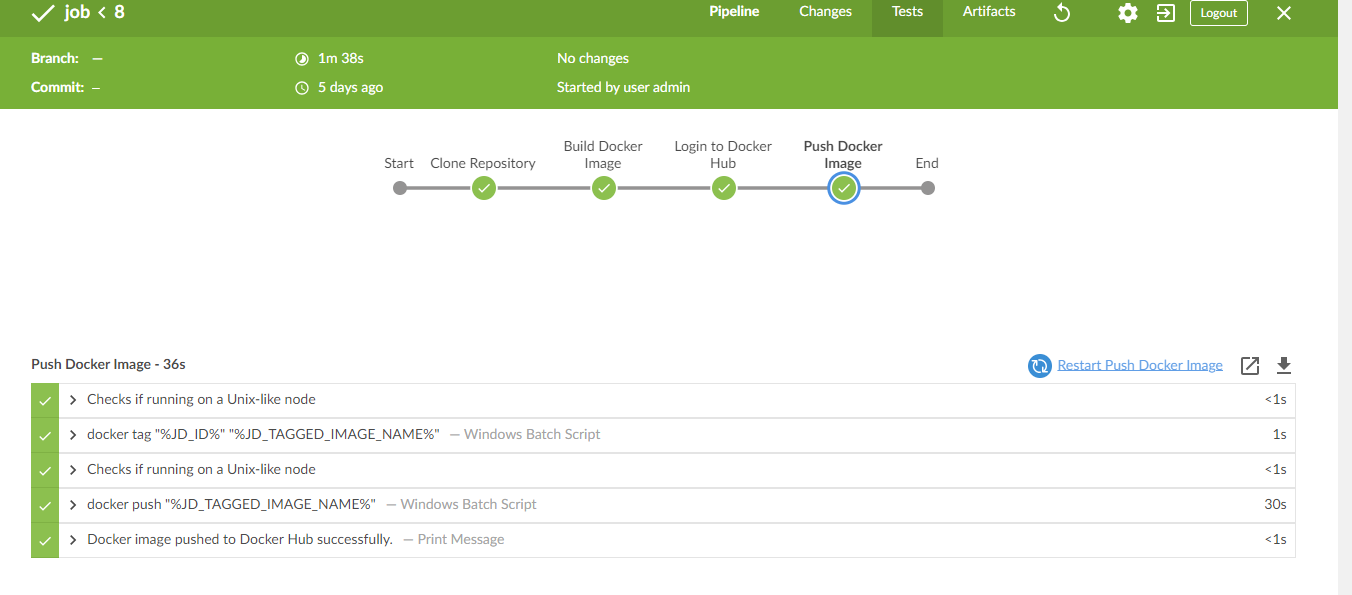 job < 8 Pipeline Changes Tests Artifacts Logout
Branch: — 1m 38s No changes
Commit: – 5 days ago Started by user admin
Start Clone Repository Build Docker Image Login to Docker Hub Push Docker Image End
Push Docker Image - 36s Restart Push Docker Image
Checks if running on a Unix-like node <1s
docker tag "%JD_ID%" "%JD_TAGGED_IMAGE_NAME%" — Windows Batch Script 1s
Checks if running on a Unix-like node <1s
docker push "%JD_TAGGED_IMAGE_NAME%" — Windows Batch Script 30s
Docker image pushed to Docker Hub successfully. — Print Message <1s